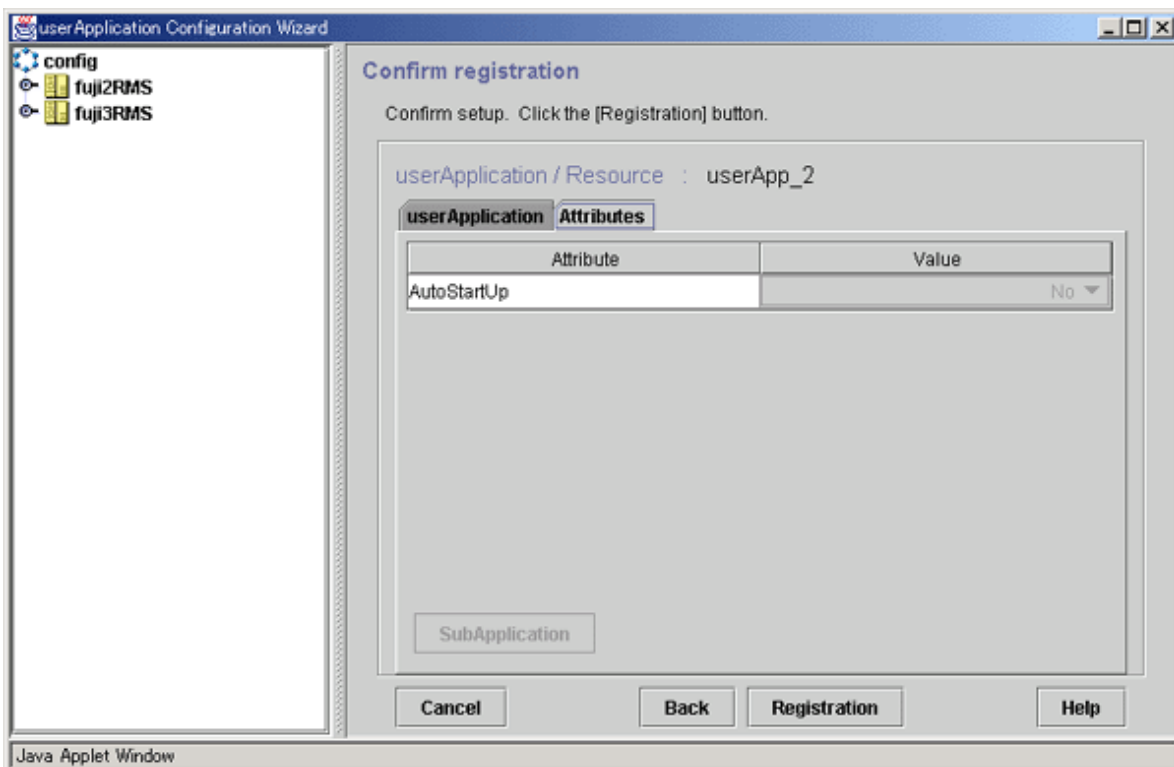 userApplication Configuration Wizard
config
fuji2RMS
fuji3RMS
Confirm registration
Confirm setup. Click the [Registration] button.
userApplication / Resource : userApp_2
userApplication Attributes
Attribute Value
AutoStartUp No
SubApplication
Cancel Back Registration Help
Java Applet Window